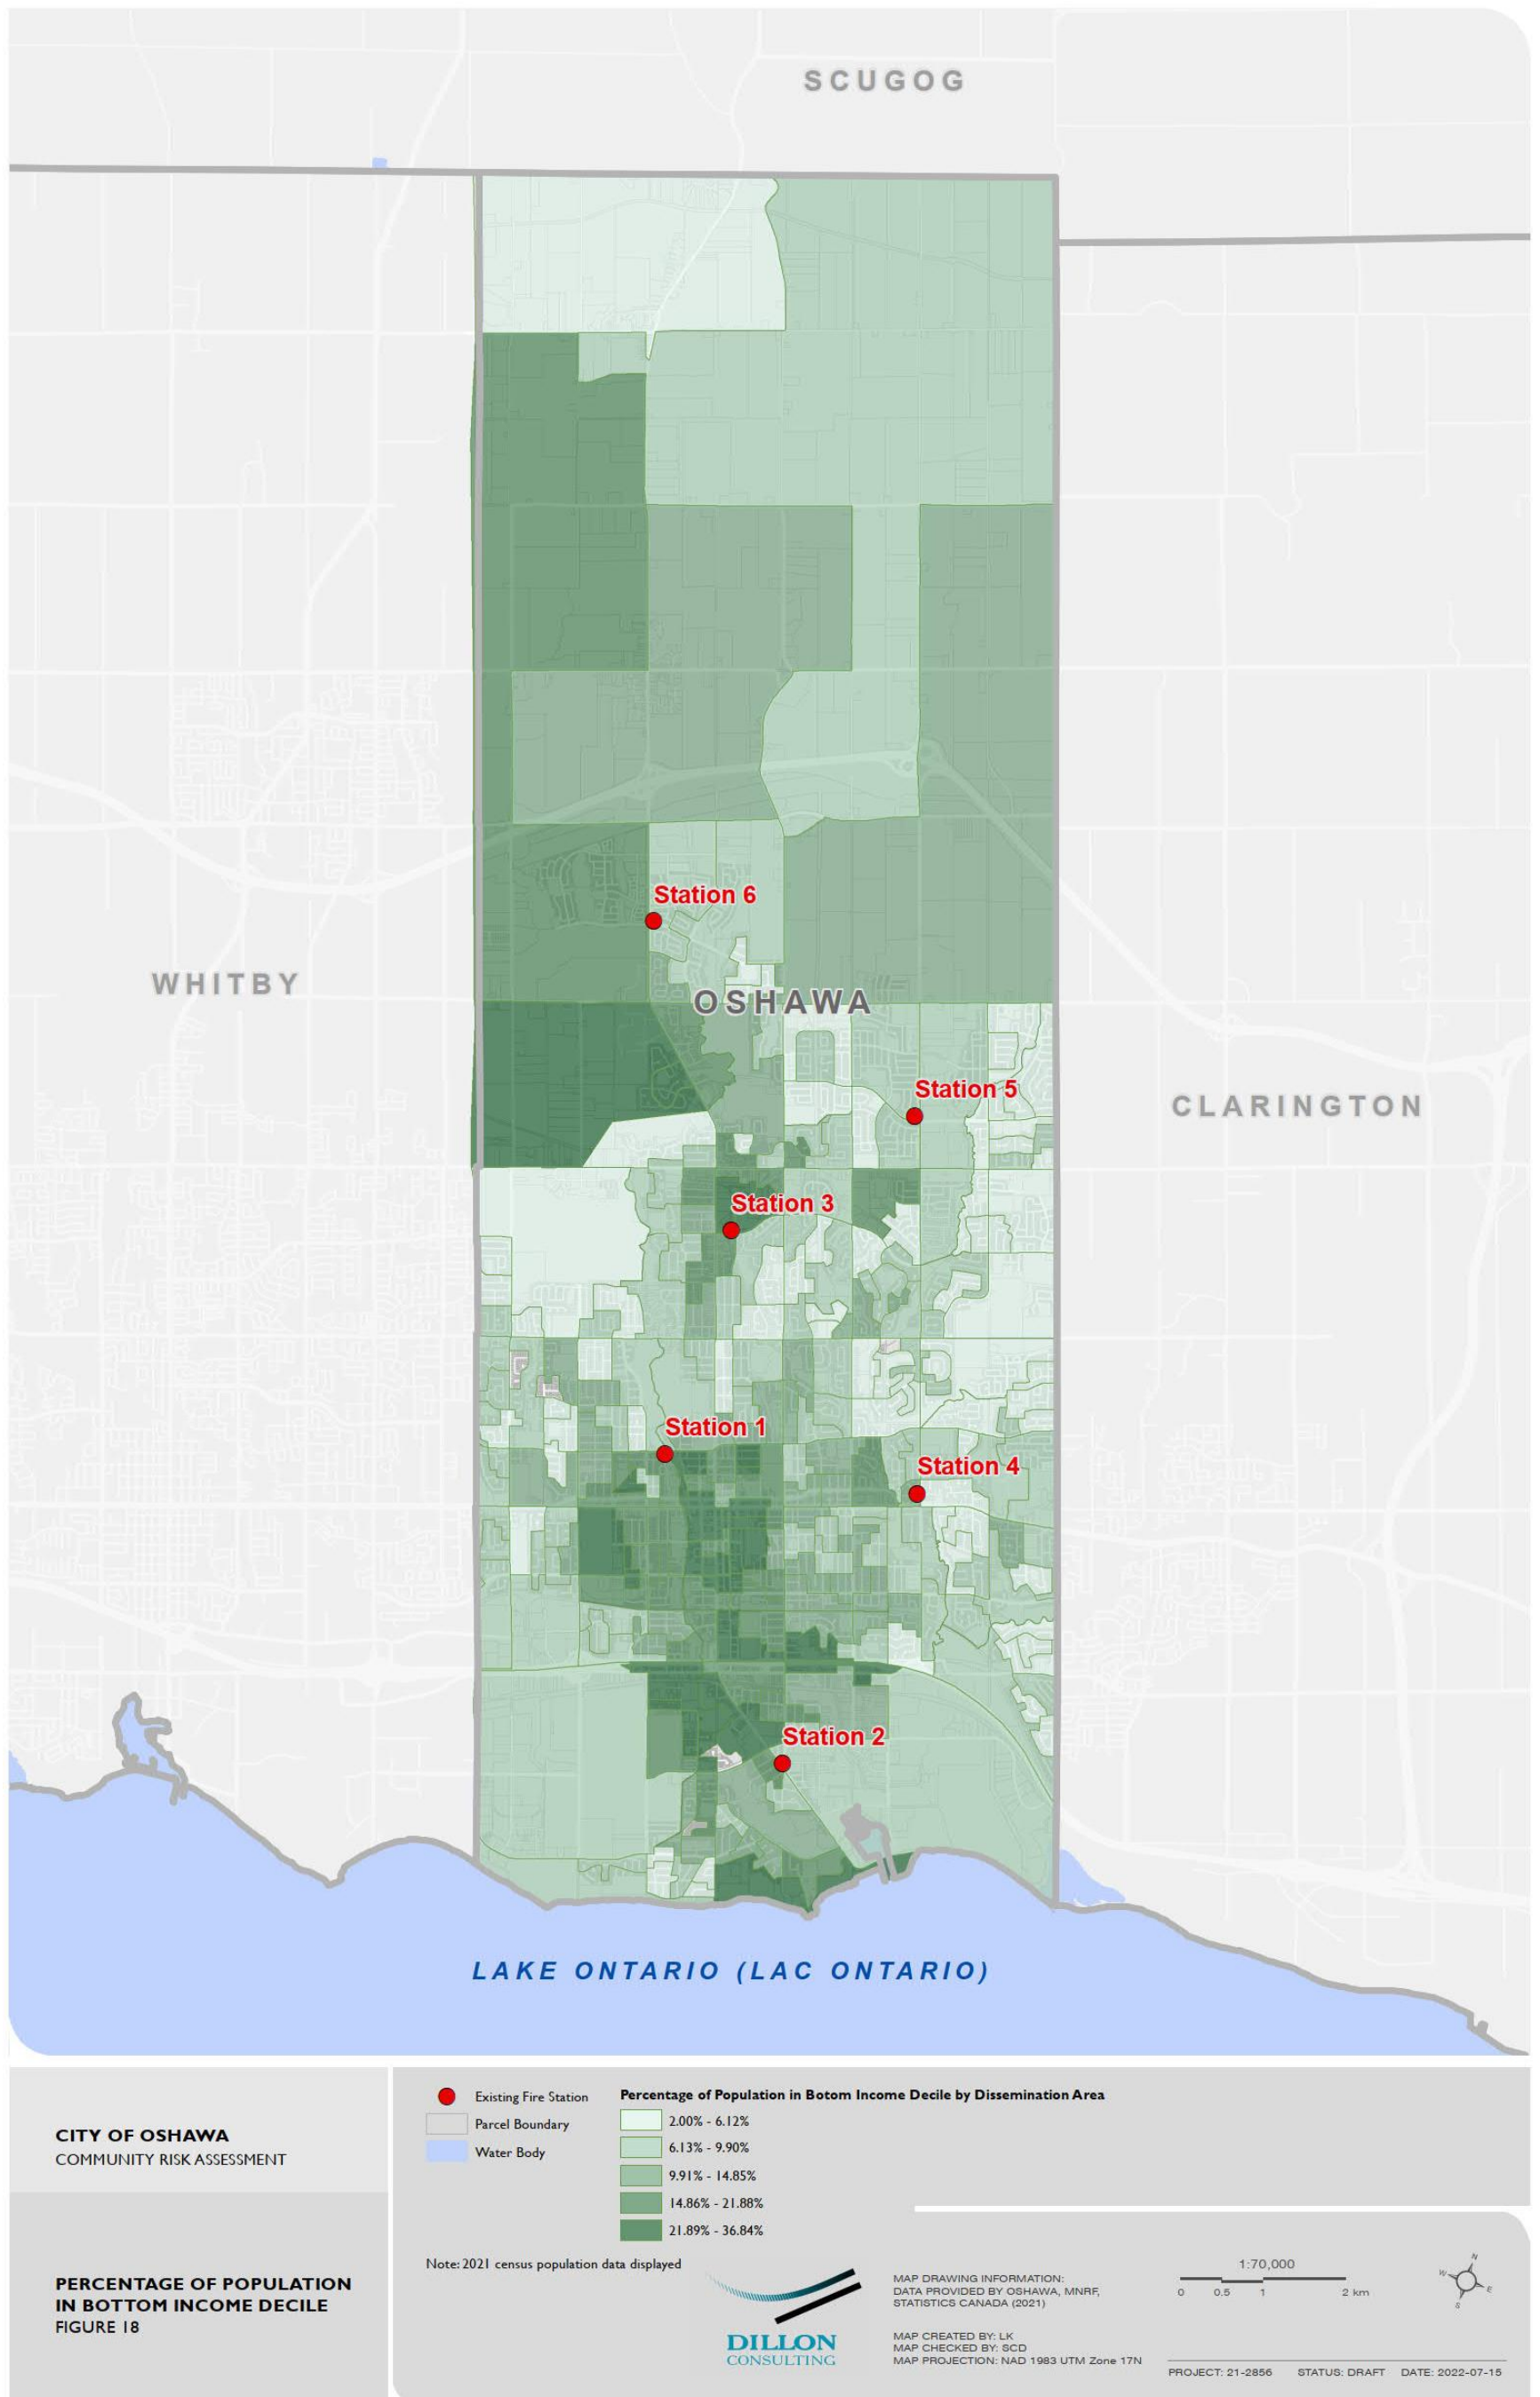 SCUGOG
Station 6
WHITBY
OSHAWA
Station 5
CLARINGTON
Station 3
Station 1
Station 4
Station 2
LAKE ONTARIO (LAC ONTARIO)
CITY OF OSHAWA
COMMUNITY RISK ASSESSMENT
PERCENTAGE OF POPULATION
IN BOTTOM INCOME DECILE
FIGURE 18
Existing Fire Station
Parcel Boundary
Water Body
Percentage of Population in Botom Income Decile by Dissemination Area
2.00% - 6.12%
6.13% - 9.90%
9.91% - 14.85%
14.86% - 21.88%
21.89% - 36.84%
Note: 2021 census population data displayed
DILLON
CONSULTING
MAP DRAWING INFORMATION:
DATA PROVIDED BY OSHAWA, MNRF,
STATISTICS CANADA (2021)
MAP CREATED BY: LK
MAP CHECKED BY: SCD
MAP PROJECTION: NAD 1983 UTM Zone 17N
1:70,000
0 0.5 1 2 km
N
W
E
S
PROJECT: 21-2856 STATUS: DRAFT DATE: 2022-07-15